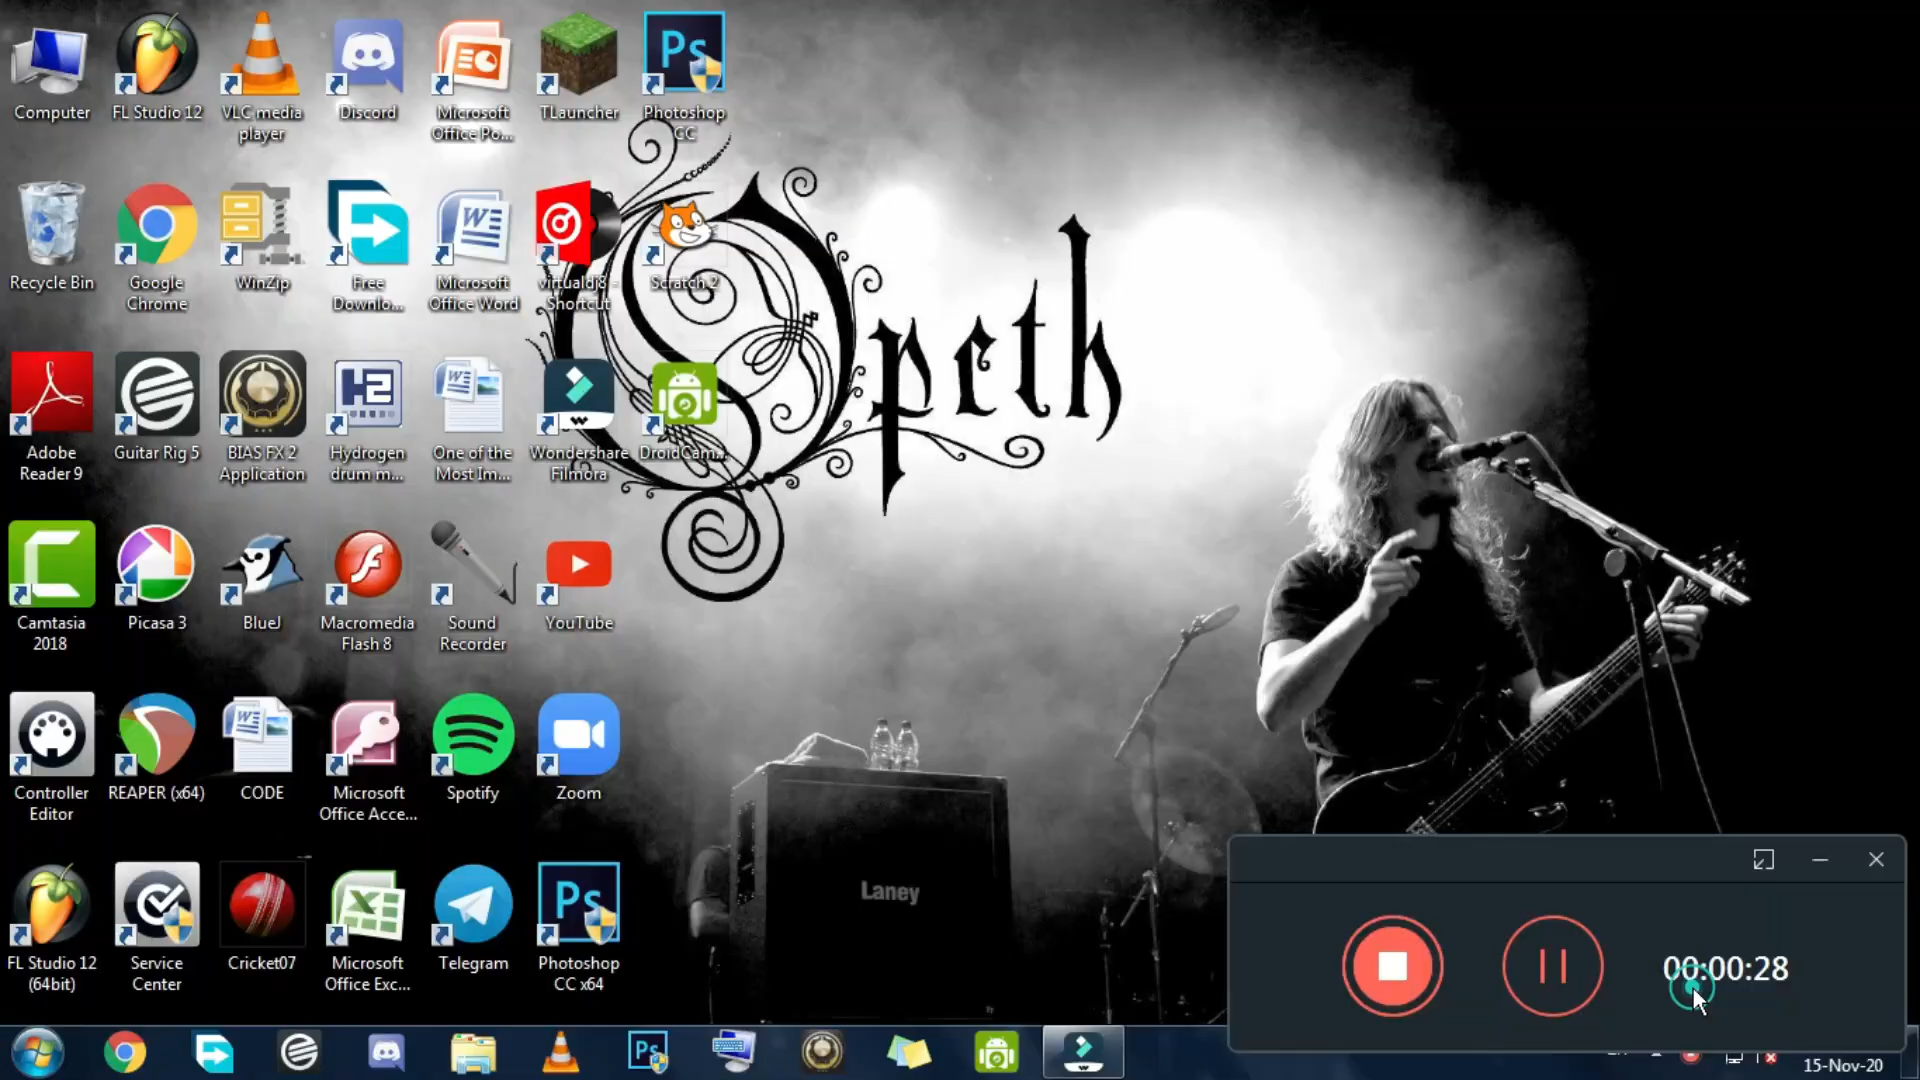 Computer
FL Studio 12
VLC media
player
Discord
Microsoft
Office Po...
TLauncher
Ps
Photoshop
CC
Recycle Bin
Google
Chrome
WinZip
Free
Downlo...
W
Microsoft
Office Word
virtualdj8 -
Shortcut
Scratch 2
Opeth
Adobe
Reader 9
Guitar Rig 5
BIAS FX 2
Application
H2
Hydrogen
drum m...
W
One of the
Most Im...
Wondershare
Filmora
DroidCam...
Camtasia
2018
Picasa 3
BlueJ
Macromedia
Flash 8
Sound
Recorder
YouTube
Controller
Editor
REAPER (x64)
W
CODE
Microsoft
Office Acce...
Spotify
Zoom
Laney
FL Studio 12
(64bit)
Service
Center
Cricket07
Microsoft
Office Exc...
Telegram
Ps
Photoshop
CC x64
00:00:28
Ps
15-Nov-20